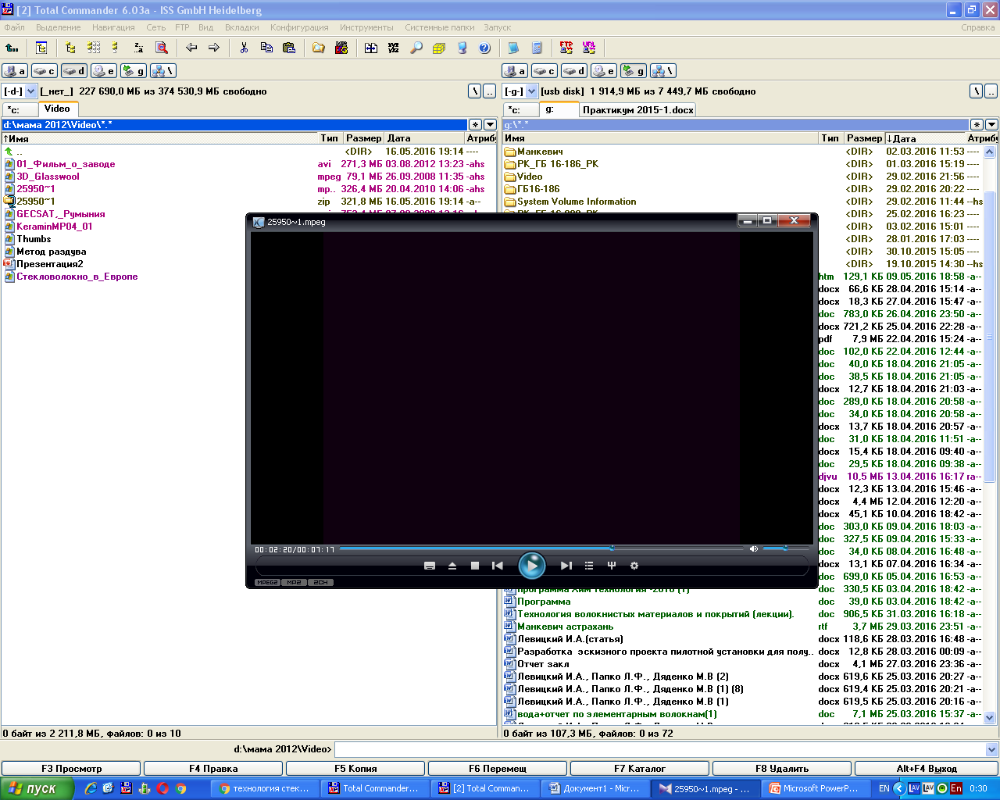 [2] Total Commander 6.03a - ISS GmbH Heidelberg
Файл Выделение Навигация Сеть FTP Вид Вкладки Конфигурация Инструменты Системные папки Запуск Справка
a c d e g \ a c d e g \
[-d-] [_нет_] 227 690,0 МБ из 374 530,9 МБ свободно \ ..
[-g-] [usb disk] 1 914,9 МБ из 7 449,7 МБ свободно \ ..
*c: Video
*c: g: Практикум 2015-1.docx
d:\мама 2012\Video\*.* * 
g:\*.* *
↑Имя Тип Размер Дата Атрибу
.. <DIR> 16.05.2016 19:14 ----
01_Фильм_о_заводе avi 271,3 МБ 03.08.2012 13:23 -ahs
3D_Glasswool mpeg 79,1 МБ 26.09.2008 11:35 -ahs
25950~1 mp.. 326,4 МБ 20.04.2010 14:06 -ahs
25950~1 zip 321,8 МБ 16.05.2016 19:14 -a--
GECSAT,_Румыния
KeraminMP04_01
Thumbs
Метод раздува
Презентация2
Стекловолокно_в_Европе
Имя Тип Размер ↓Дата Атрибу
Манкевич <DIR> 02.03.2016 11:53 ----
РК_ГБ 16-186_РК <DIR> 01.03.2016 15:19 ----
Video <DIR> 29.02.2016 21:56 ----
ГБ16-186 <DIR> 29.02.2016 20:22 ----
System Volume Information <DIR> 29.02.2016 11:44 --hs
<DIR> 25.02.2016 16:23 ----
<DIR> 03.02.2016 15:01 ----
<DIR> 28.01.2016 17:03 ----
<DIR> 30.10.2015 15:05 ----
<DIR> 19.10.2015 14:30 --hs
htm 129,1 КБ 09.05.2016 18:58 -a--
docx 66,6 КБ 28.04.2016 15:14 -a--
docx 18,3 КБ 27.04.2016 15:47 -a--
doc 783,0 КБ 26.04.2016 23:50 -a--
docx 721,2 КБ 25.04.2016 22:28 -a--
pdf 7,9 МБ 22.04.2016 15:24 -a--
doc 102,0 КБ 22.04.2016 12:44 -a--
doc 40,0 КБ 18.04.2016 21:05 -a--
doc 38,5 КБ 18.04.2016 21:05 -a--
docx 12,7 КБ 18.04.2016 21:03 -a--
doc 289,0 КБ 18.04.2016 20:58 -a--
doc 34,0 КБ 18.04.2016 20:58 -a--
docx 13,7 КБ 18.04.2016 20:57 -a--
doc 31,0 КБ 18.04.2016 11:51 -a--
docx 15,4 КБ 18.04.2016 09:40 -a--
doc 29,5 КБ 18.04.2016 09:38 -a--
djvu 10,5 МБ 13.04.2016 16:17 ra--
docx 12,3 КБ 13.04.2016 15:46 -a--
docx 4,4 МБ 12.04.2016 12:20 -a--
docx 45,1 КБ 10.04.2016 18:42 -a--
doc 303,0 КБ 09.04.2016 18:03 -a--
doc 327,5 КБ 09.04.2016 15:33 -a--
doc 34,0 КБ 08.04.2016 16:48 -a--
docx 13,1 КБ 07.04.2016 16:34 -a--
doc 699,0 КБ 05.04.2016 16:53 -a--
Программа Хим технология -2016 (1) doc 330,5 КБ 03.04.2016 18:42 -a--
Программа doc 39,0 КБ 03.04.2016 18:42 -a--
Технология волокнистых материалов и покрытий (лекции). doc 906,5 КБ 31.03.2016 16:18 -a--
Манкевич астрахань rtf 3,7 МБ 29.03.2016 23:51 -a--
Левицкий И.А.(статья) docx 118,6 КБ 28.03.2016 16:48 -a--
Разработка эскизного проекта пилотной установки для полу.. docx 12,8 КБ 28.03.2016 00:09 -a--
Отчет закл docx 4,1 МБ 27.03.2016 23:36 -a--
Левицкий И.А., Папко Л.Ф., Дяденко М.В (2) docx 619,6 КБ 25.03.2016 20:27 -a--
Левицкий И.А., Папко Л.Ф., Дяденко М.В (1) (8) docx 619,4 КБ 25.03.2016 20:21 -a--
Левицкий И.А., Папко Л.Ф., Дяденко М.В (1) docx 619,5 КБ 25.03.2016 20:16 -a--
вода+отчет по элементарным волокнам(1) doc 7,1 МБ 25.03.2016 15:37 -a--
25950~1.mpeg
00:02:20/00:07:17
MPEG2 MP2 2CH
0 байт из 2 211,8 МБ, файлов: 0 из 10
0 байт из 107,3 МБ, файлов: 0 из 72
d:\мама 2012\Video>
F3 Просмотр F4 Правка F5 Копия F6 Перемещ F7 Каталог F8 Удалить Alt+F4 Выход
пуск технология стек... Total Commander... [2] Total Comman... Документ1 - Micr... 25950~1.mpeg - ... Microsoft PowerP... EN LAV LAV En 0:30